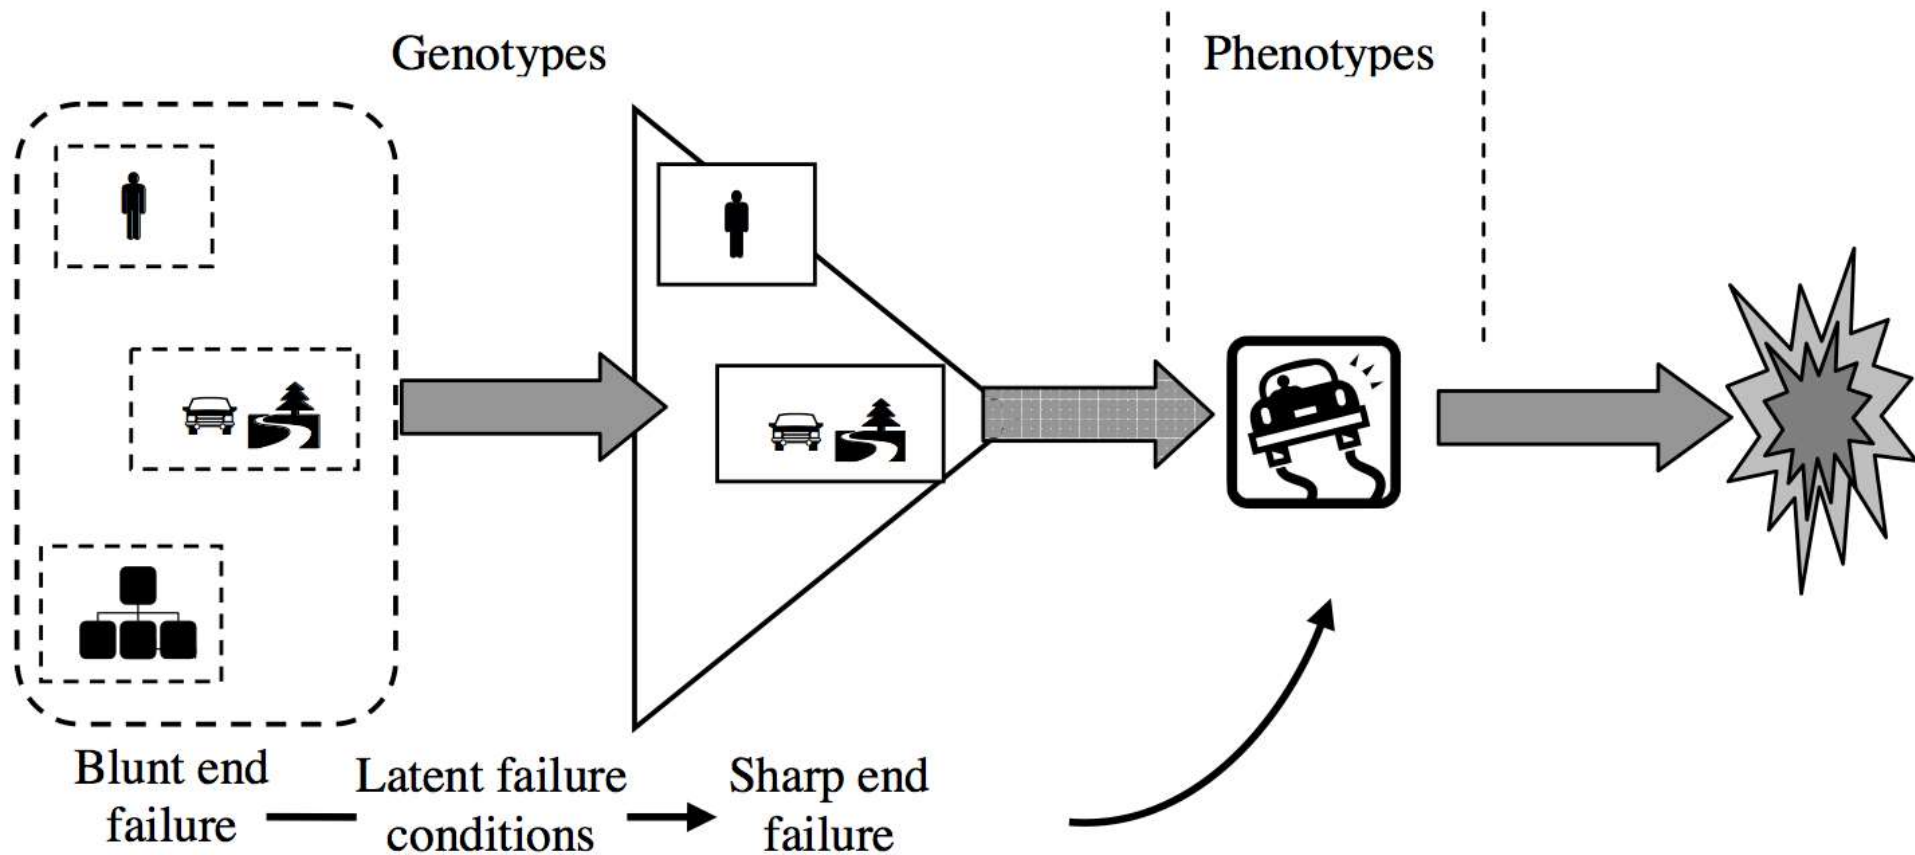 Genotypes
Phenotypes
Blunt end
failure
Latent failure
conditions
Sharp end
failure